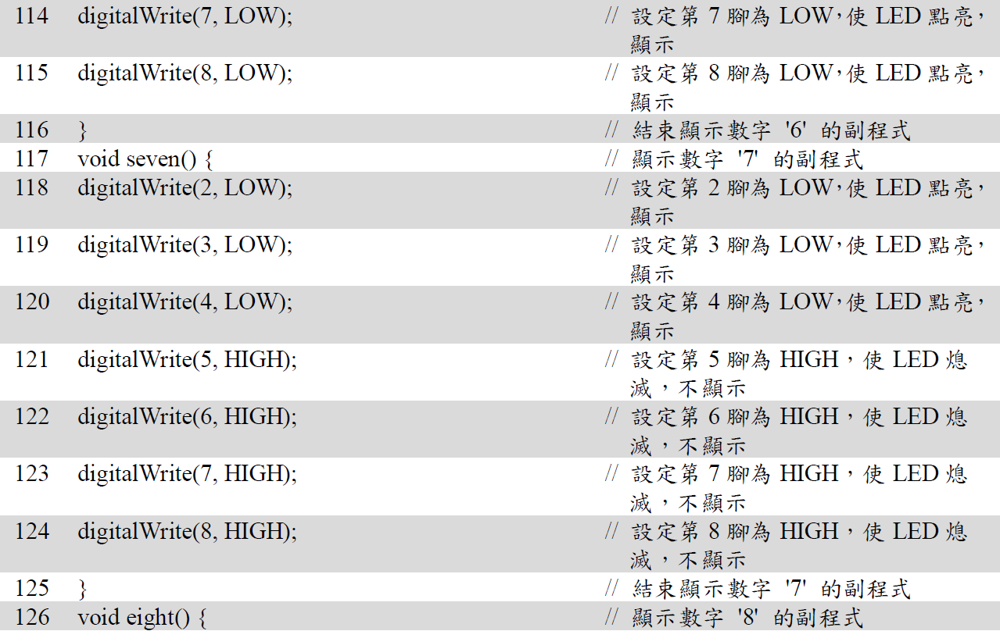 114 digitalWrite(7, LOW); // 設定第 7 腳為 LOW,使 LED 點亮,
顯示
115 digitalWrite(8, LOW); // 設定第 8 腳為 LOW,使 LED 點亮,
顯示
116 } // 結束顯示數字 '6' 的副程式
117 void seven() { // 顯示數字 '7' 的副程式
118 digitalWrite(2, LOW); // 設定第 2 腳為 LOW,使 LED 點亮,
顯示
119 digitalWrite(3, LOW); // 設定第 3 腳為 LOW,使 LED 點亮,
顯示
120 digitalWrite(4, LOW); // 設定第 4 腳為 LOW,使 LED 點亮,
顯示
121 digitalWrite(5, HIGH); // 設定第 5 腳為 HIGH,使 LED 熄
滅,不顯示
122 digitalWrite(6, HIGH); // 設定第 6 腳為 HIGH,使 LED 熄
滅,不顯示
123 digitalWrite(7, HIGH); // 設定第 7 腳為 HIGH,使 LED 熄
滅,不顯示
124 digitalWrite(8, HIGH); // 設定第 8 腳為 HIGH,使 LED 熄
滅,不顯示
125 } // 結束顯示數字 '7' 的副程式
126 void eight() { // 顯示數字 '8' 的副程式